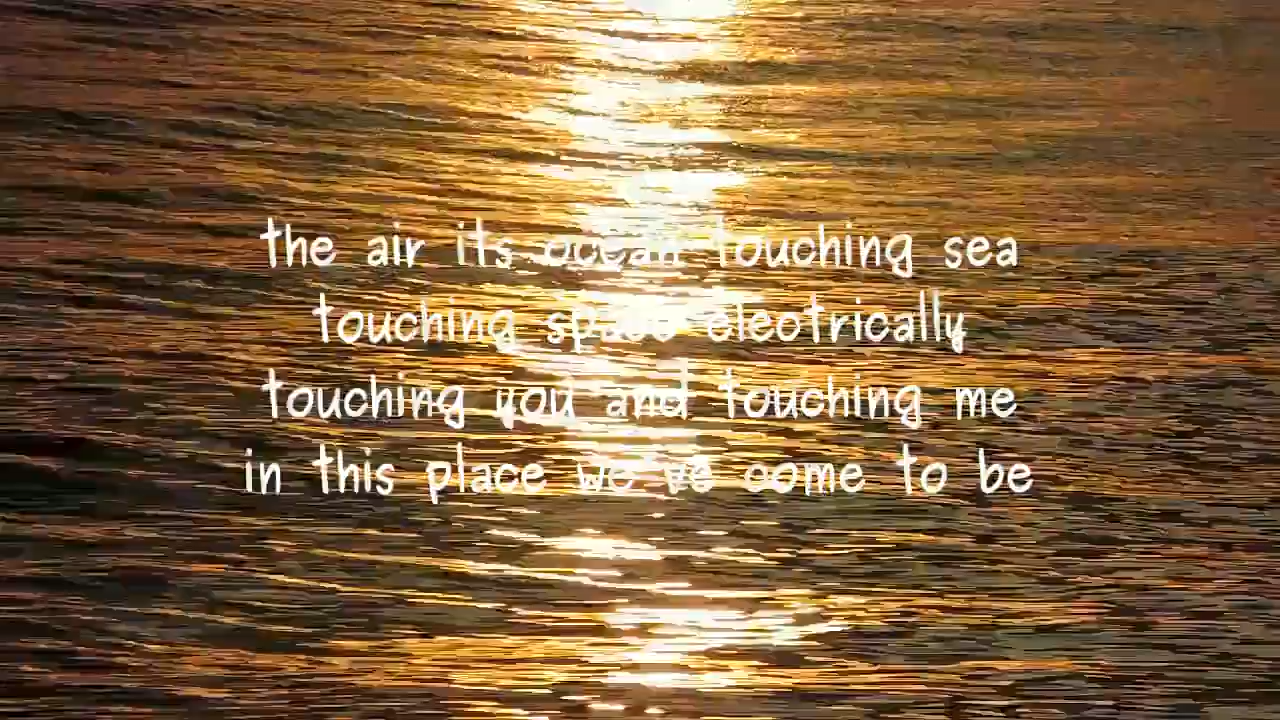 the air its ocean touching sea
touching space electrically
touching you and touching me
in this place we've come to be